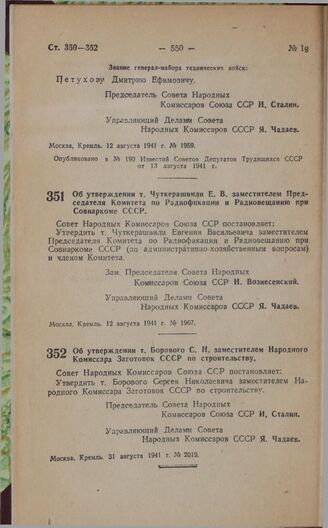 Ст. 350—352 — 550 — № 18
Звание генерал-майора технических войск:
Петухову Дмитрию Ефимовичу.
Председатель Совета Народных
Комиссаров Союза ССР И. Сталин.
Управляющий Делами Совета
Народных Комиссаров СССР Я. Чадаев.
Москва, Кремль. 12 августа 1941 г. № 1959.
Опубликовано в № 190 Известий Советов Депутатов Трудящихся СССР
от 13 августа 1941 г.
351 Об утверждении т. Чуткерашвили Е. В. заместителем Пред-
седателя Комитета по Радиофикации и Радиовещанию при
Совнаркоме СССР.
Совет Народных Комиссаров Союза ССР постановляет:
Утвердить т. Чуткерашвили Евгения Васильевича заместителем
Председателя Комитета по Радиофикации и Радиовещанию при
Совнаркоме СССР (по административно-хозяйственным вопросам)
и членом Комитета.
Зам. Председателя Совета Народных
Комиссаров Союза ССР Н. Вознесенский.
Управляющий Делами Совета
Народных Комиссаров СССР Я. Чадаев.
Москва, Кремль. 12 августа 1941 г. № 1967.
352 Об утверждении т. Борового С. Н. заместителем Народного
Комиссара Заготовок СССР по строительству.
Совет Народных Комиссаров Союза ССР постановляет:
Утвердить т. Борового Сергея Николаевича заместителем На-
родного Комиссара Заготовок СССР по строительству.
Председатель Совета Народных
Комиссаров Союза ССР И. Сталин.
Управляющий Делами Совета
Народных Комиссаров СССР Я. Чадаев.
Москва, Кремль. 31 августа 1941 г. № 2019.